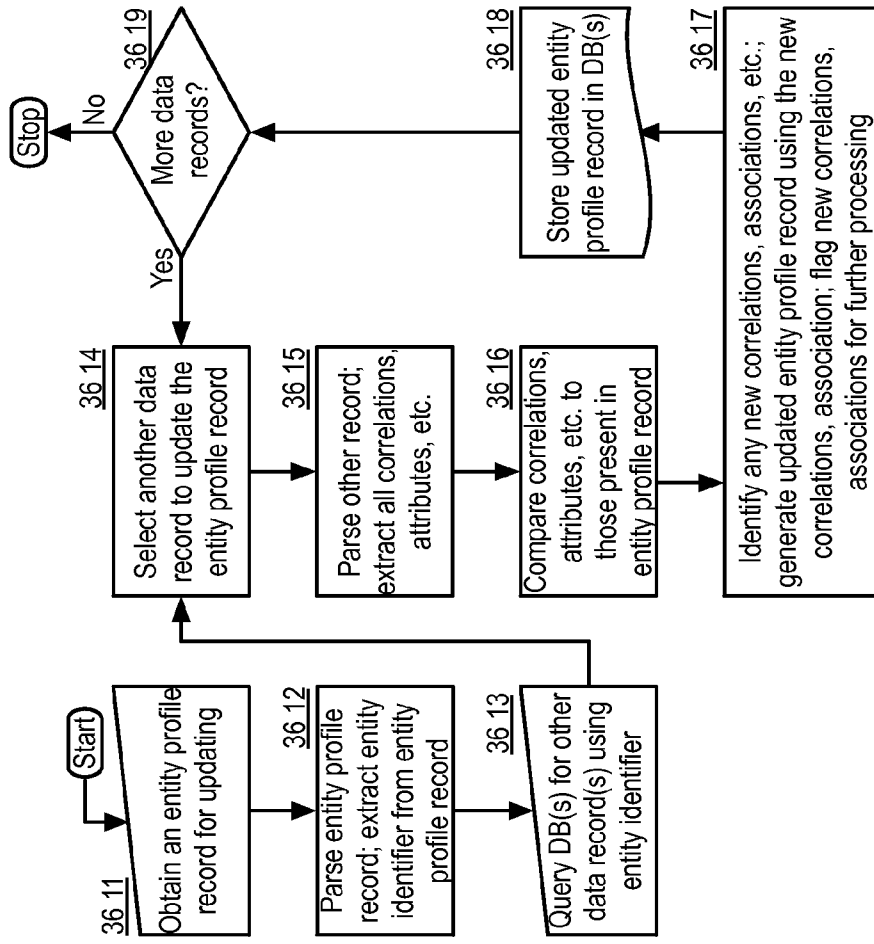 Start
36 11
Obtain an entity profile
record for updating
36 12
Parse entity profile
record; extract entity
identifier from entity
profile record
36 13
Query DB(s) for other
data record(s) using
entity identifier
36 14
Select another data
record to update the
entity profile record
36 15
Parse other record;
extract all correlations,
attributes, etc.
36 16
Compare correlations,
attributes, etc. to
those present in
entity profile record
36 17
Identify any new correlations, associations, etc.;
generate updated entity profile record using the new
correlations, association; flag new correlations,
associations for further processing
36 18
Store updated entity
profile record in DB(s)
36 19
More data
records?
Yes
No
Stop